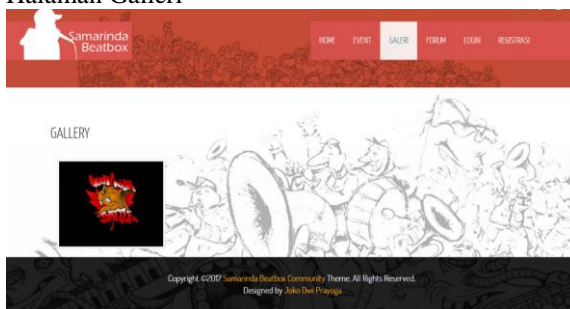 Halaman Galleri
Samarinda
Beatbox
HOME EVENT GALERI FORUM LOGIN REGISTRASI
GALLERY
Copyright ©2017 Samarinda Beatbox Community Theme. All Rights Reserved.
Designed by Joko Dwi Prayoga